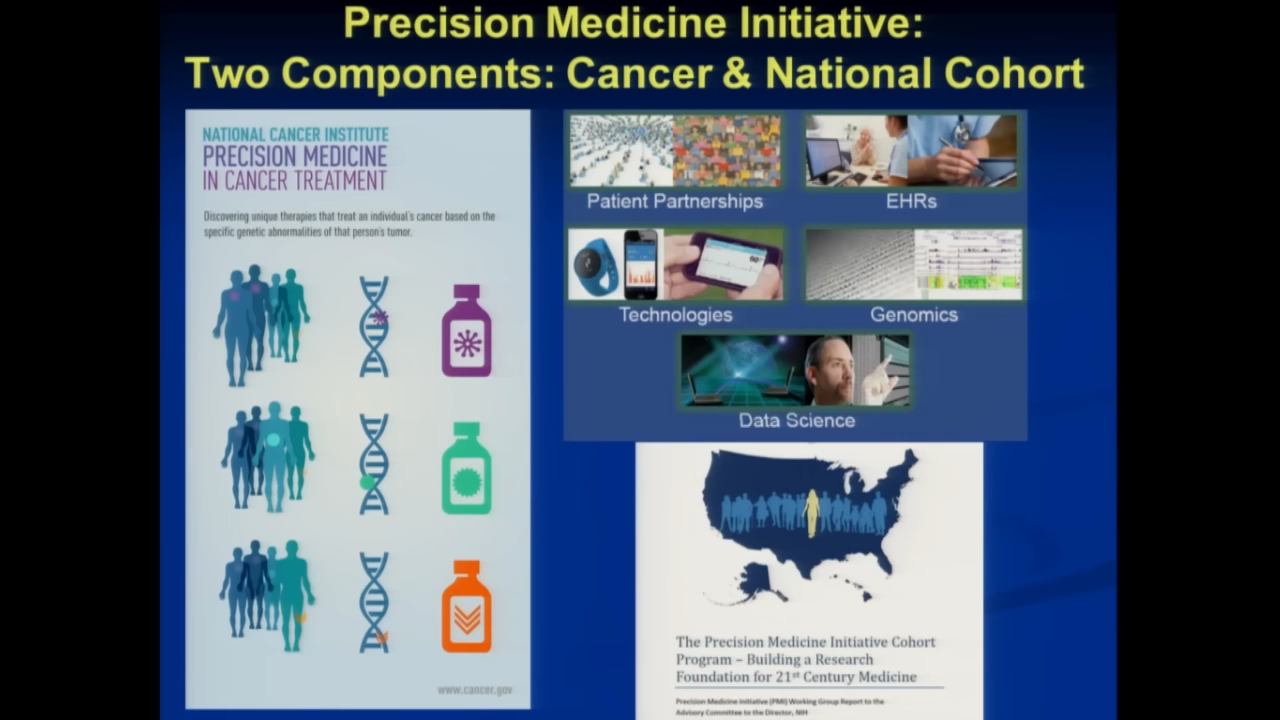 Precision Medicine Initiative:
Two Components: Cancer & National Cohort
NATIONAL CANCER INSTITUTE
PRECISION MEDICINE
IN CANCER TREATMENT
Discovering unique therapies that treat an individual's cancer based on the
specific genetic abnormalities of that person's tumor.
www.cancer.gov
Patient Partnerships
EHRs
Technologies
Genomics
Data Science
The Precision Medicine Initiative Cohort
Program – Building a Research
Foundation for 21st Century Medicine
Precision Medicine Initiative (PMI) Working Group Report to the
Advisory Committee to the Director, NIH